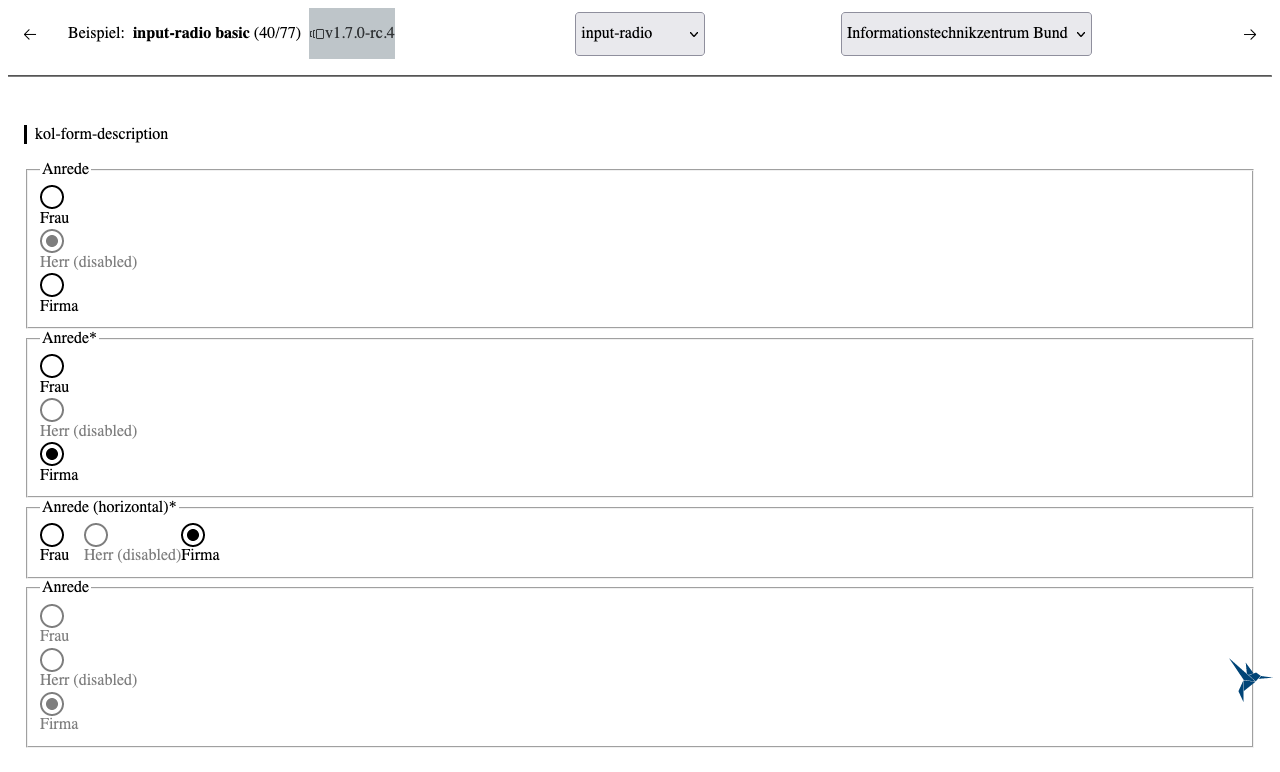 Beispiel: input-radio basic (40/77) v1.7.0-rc.4 input-radio Informationstechnikzentrum Bund
kol-form-description
Anrede
Frau
Herr (disabled)
Firma
Anrede*
Frau
Herr (disabled)
Firma
Anrede (horizontal)*
Frau Herr (disabled) Firma
Anrede
Frau
Herr (disabled)
Firma